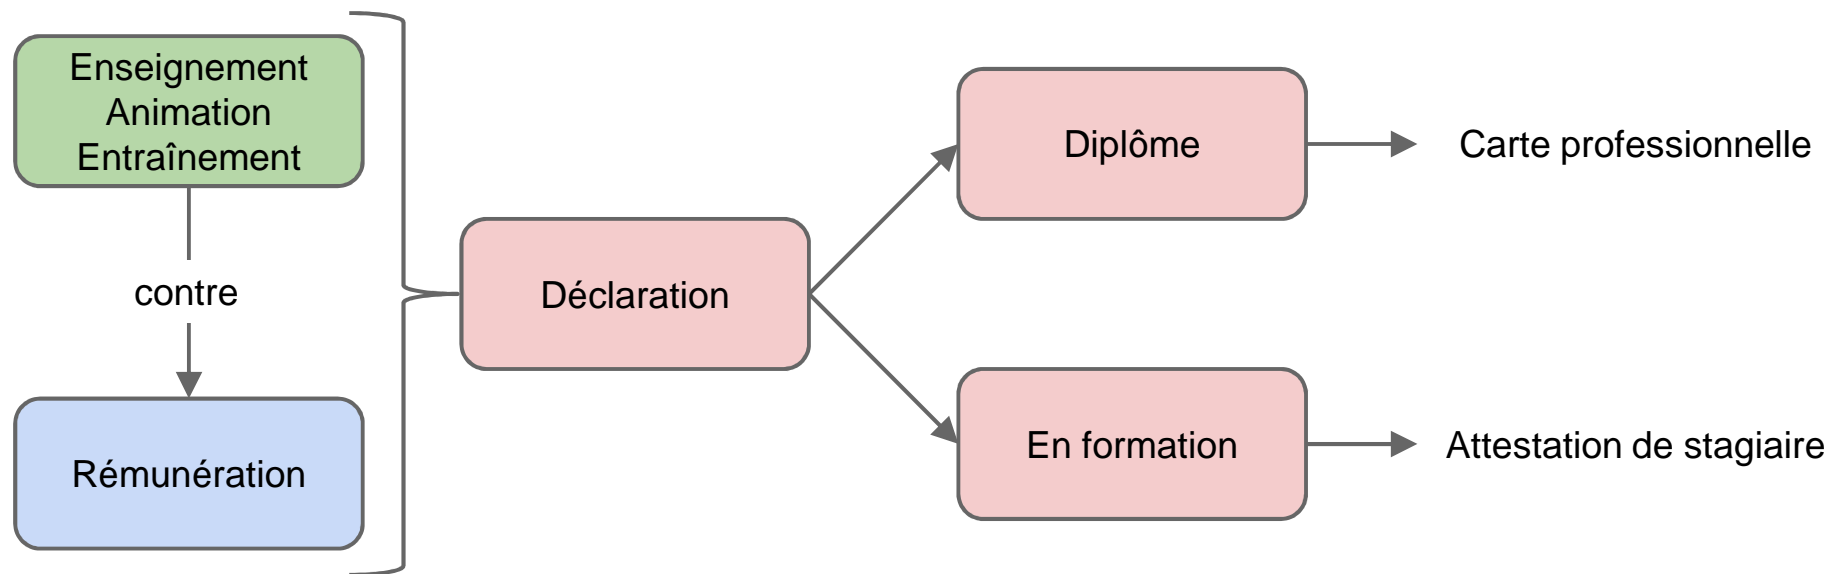 Enseignement
Animation
Entraînement
contre
Rémunération
Déclaration
Diplôme
Carte professionnelle
En formation
Attestation de stagiaire